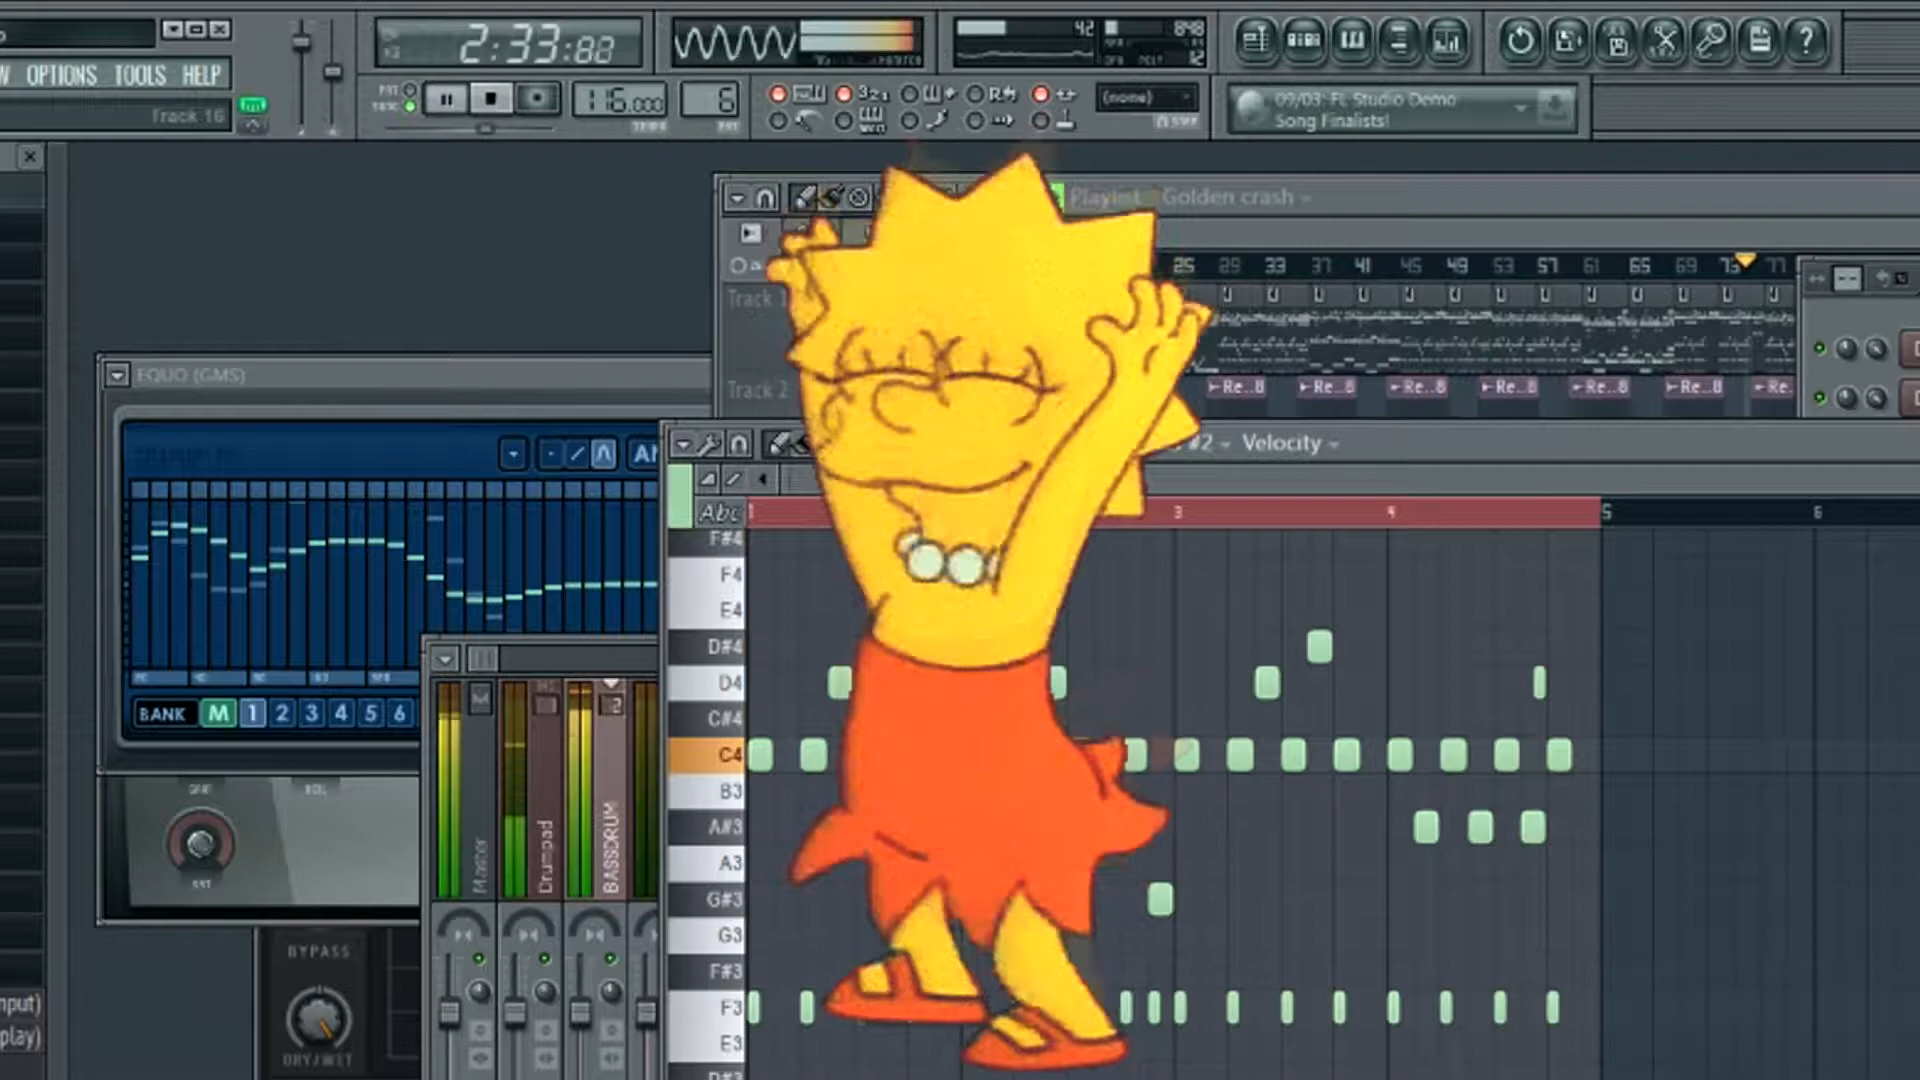 2:33:88
42
848
W OPTIONS TOOLS HELP
Track 16
116.000
6
(none)
09/03: FL Studio Demo
Song Finalists!
Playlist Golden crash
25 29 33 37 41 45 49 53 57 61 65 69 73 77
Track 1
Track 2
Re...8 Re...8 Re...8 Re...8 Re...8 Re...8 Re...
EQUO (GMS)
#2 - Velocity
Abc
1 3 4 5 6
F#4
F4
E4
D#4
D4
C#4
C4
B3
A#3
A3
G#3
G3
F#3
F3
E3
D#3
BANK M 1 2 3 4 5 6
Master
Drumpad
BASSDRUM
2
BYPASS
DRY/WET
nput)
play)